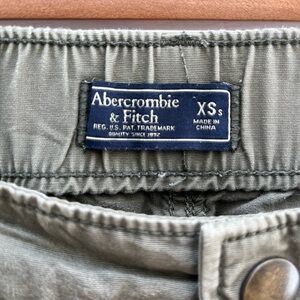 Abercrombie
& Fitch
REG. U.S. PAT. TRADEMARK
QUALITY SINCE 1892
XS S
MADE IN
CHINA